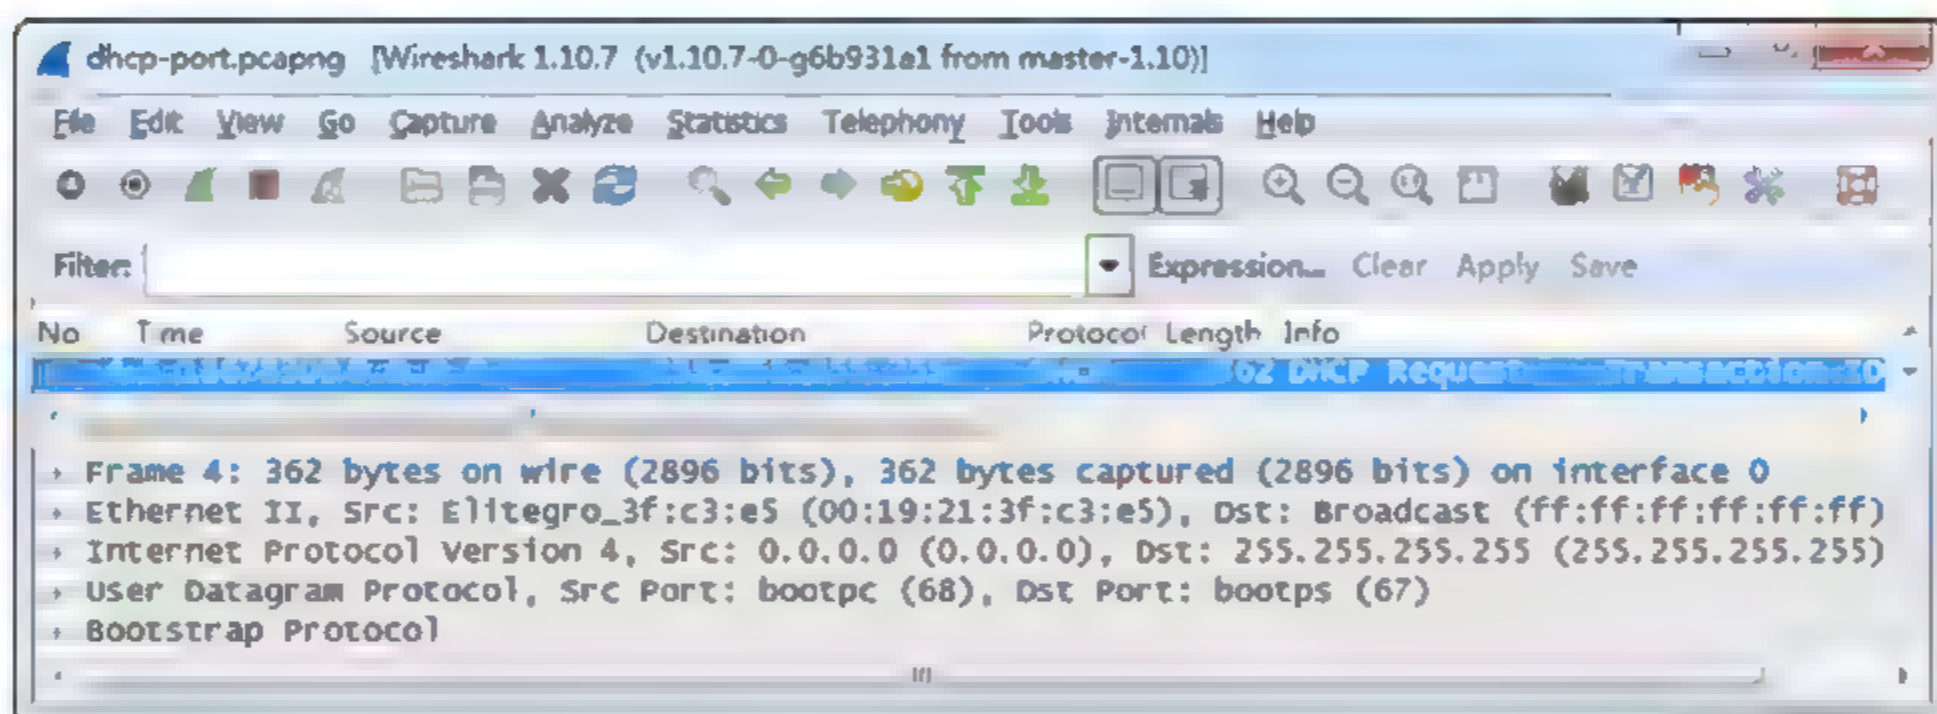 dhcp-port.pcapng [Wireshark 1.10.7 (v1.10.7-0-g6b931a1 from master-1.10)]
File Edit View Go Capture Analyze Statistics Telephony Tools Internals Help
Filter: Expression... Clear Apply Save
No Time Source Destination Protocol Length Info
62 DHCP Request Transaction ID
Frame 4: 362 bytes on wire (2896 bits), 362 bytes captured (2896 bits) on interface 0
Ethernet II, Src: Elitegro_3f:c3:e5 (00:19:21:3f:c3:e5), Dst: Broadcast (ff:ff:ff:ff:ff:ff)
Internet Protocol Version 4, Src: 0.0.0.0 (0.0.0.0), Dst: 255.255.255.255 (255.255.255.255)
User Datagram Protocol, Src Port: bootpc (68), Dst Port: bootps (67)
Bootstrap Protocol